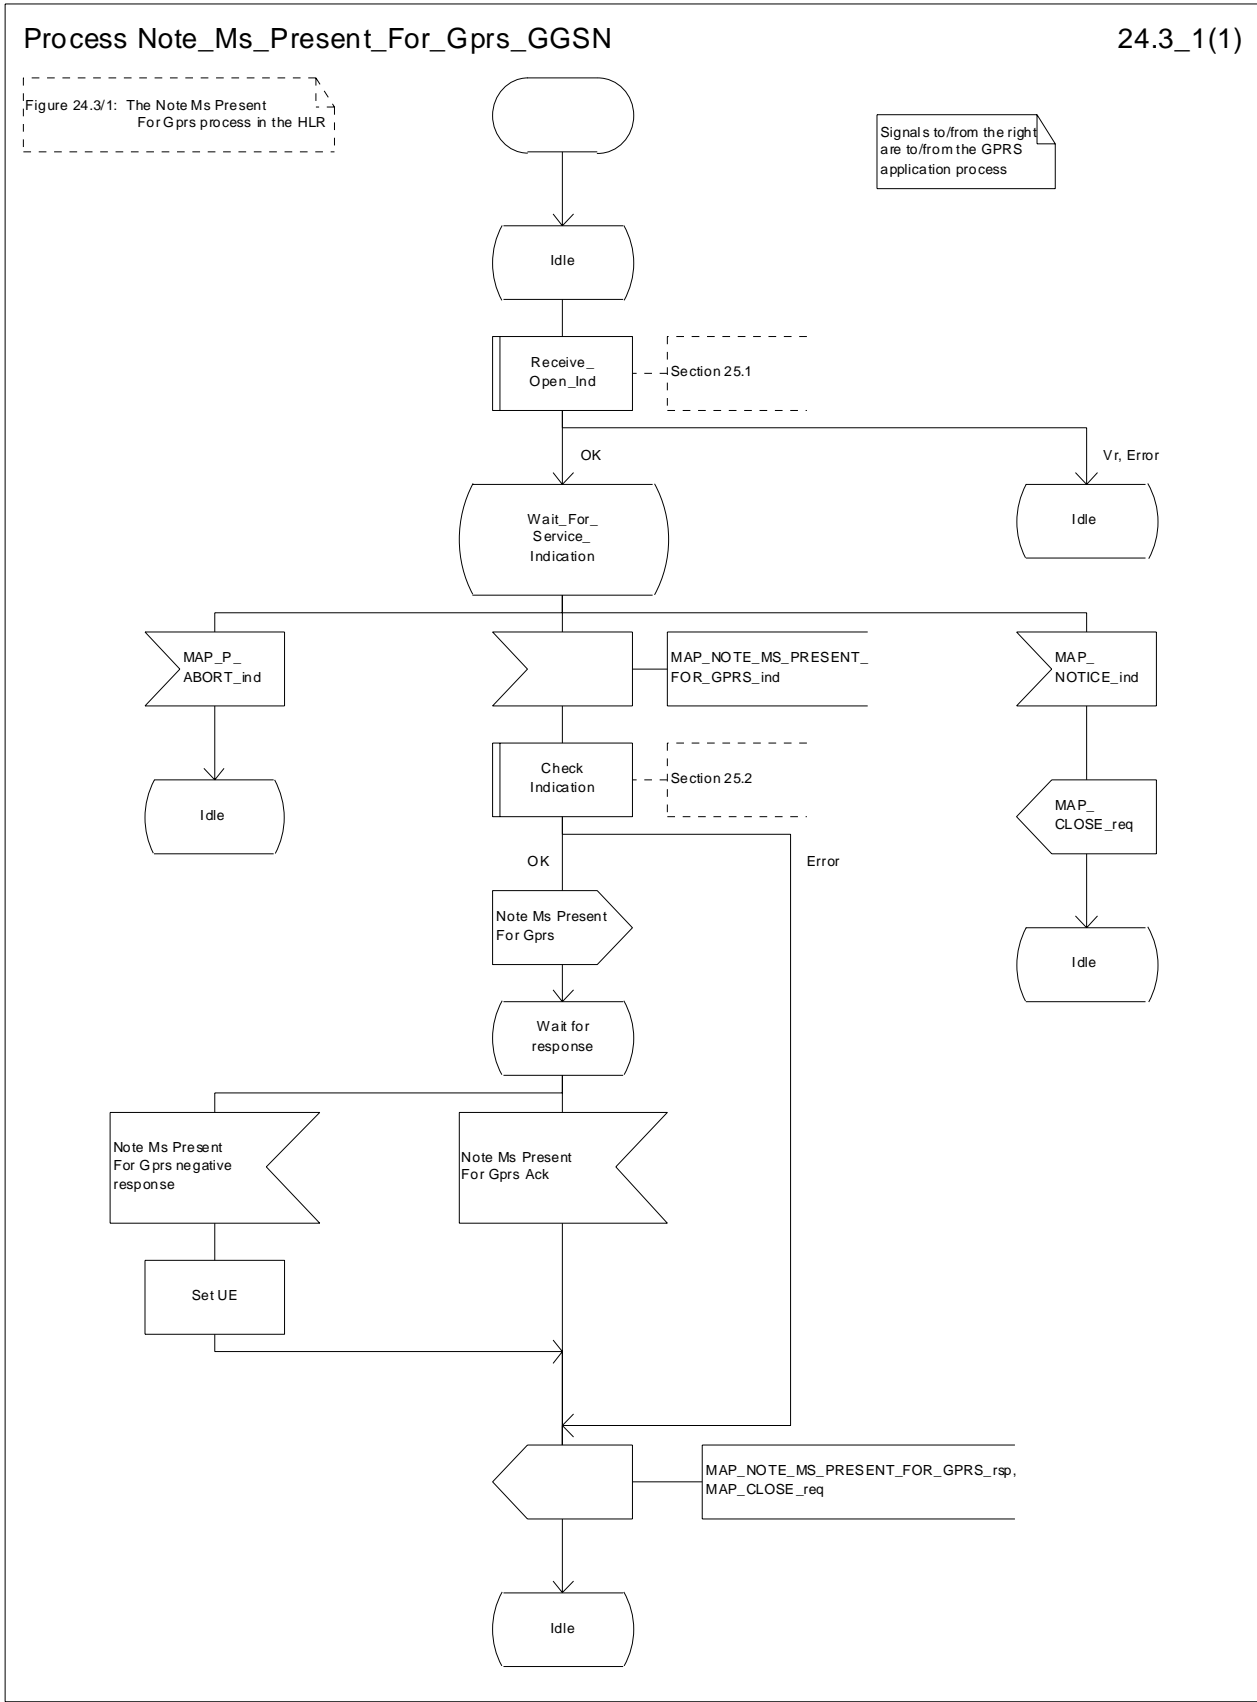 Process Note_Ms_Present_For_Gprs_GGSN
24.3_1(1)
Figure 24.3/1: The Note Ms Present
For Gprs process in the HLR
Signals to/from the right
are to/from the GPRS
application process
Idle
Receive_
Open_Ind
Section 25.1
OK
Vr, Error
Wait_For_
Service_
Indication
Idle
MAP_P_
ABORT_ind
MAP_NOTE_MS_PRESENT_
FOR_GPRS_ind
MAP_
NOTICE_ind
Check
Indication
Section 25.2
Idle
MAP_
CLOSE_req
OK
Error
Note Ms Present
For Gprs
Idle
Wait for
response
Note Ms Present
For Gprs negative
response
Note Ms Present
For Gprs Ack
Set UE
MAP_NOTE_MS_PRESENT_FOR_GPRS_rsp,
MAP_CLOSE_req
Idle